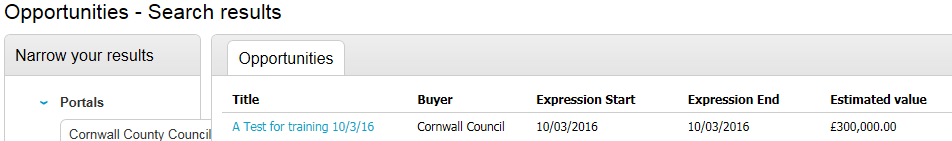 Opportunities - Search results
Narrow your results
Portals
Cornwall County Council
Opportunities
Title Buyer Expression Start Expression End Estimated value
A Test for training 10/3/16 Cornwall Council 10/03/2016 10/03/2016 £300,000.00